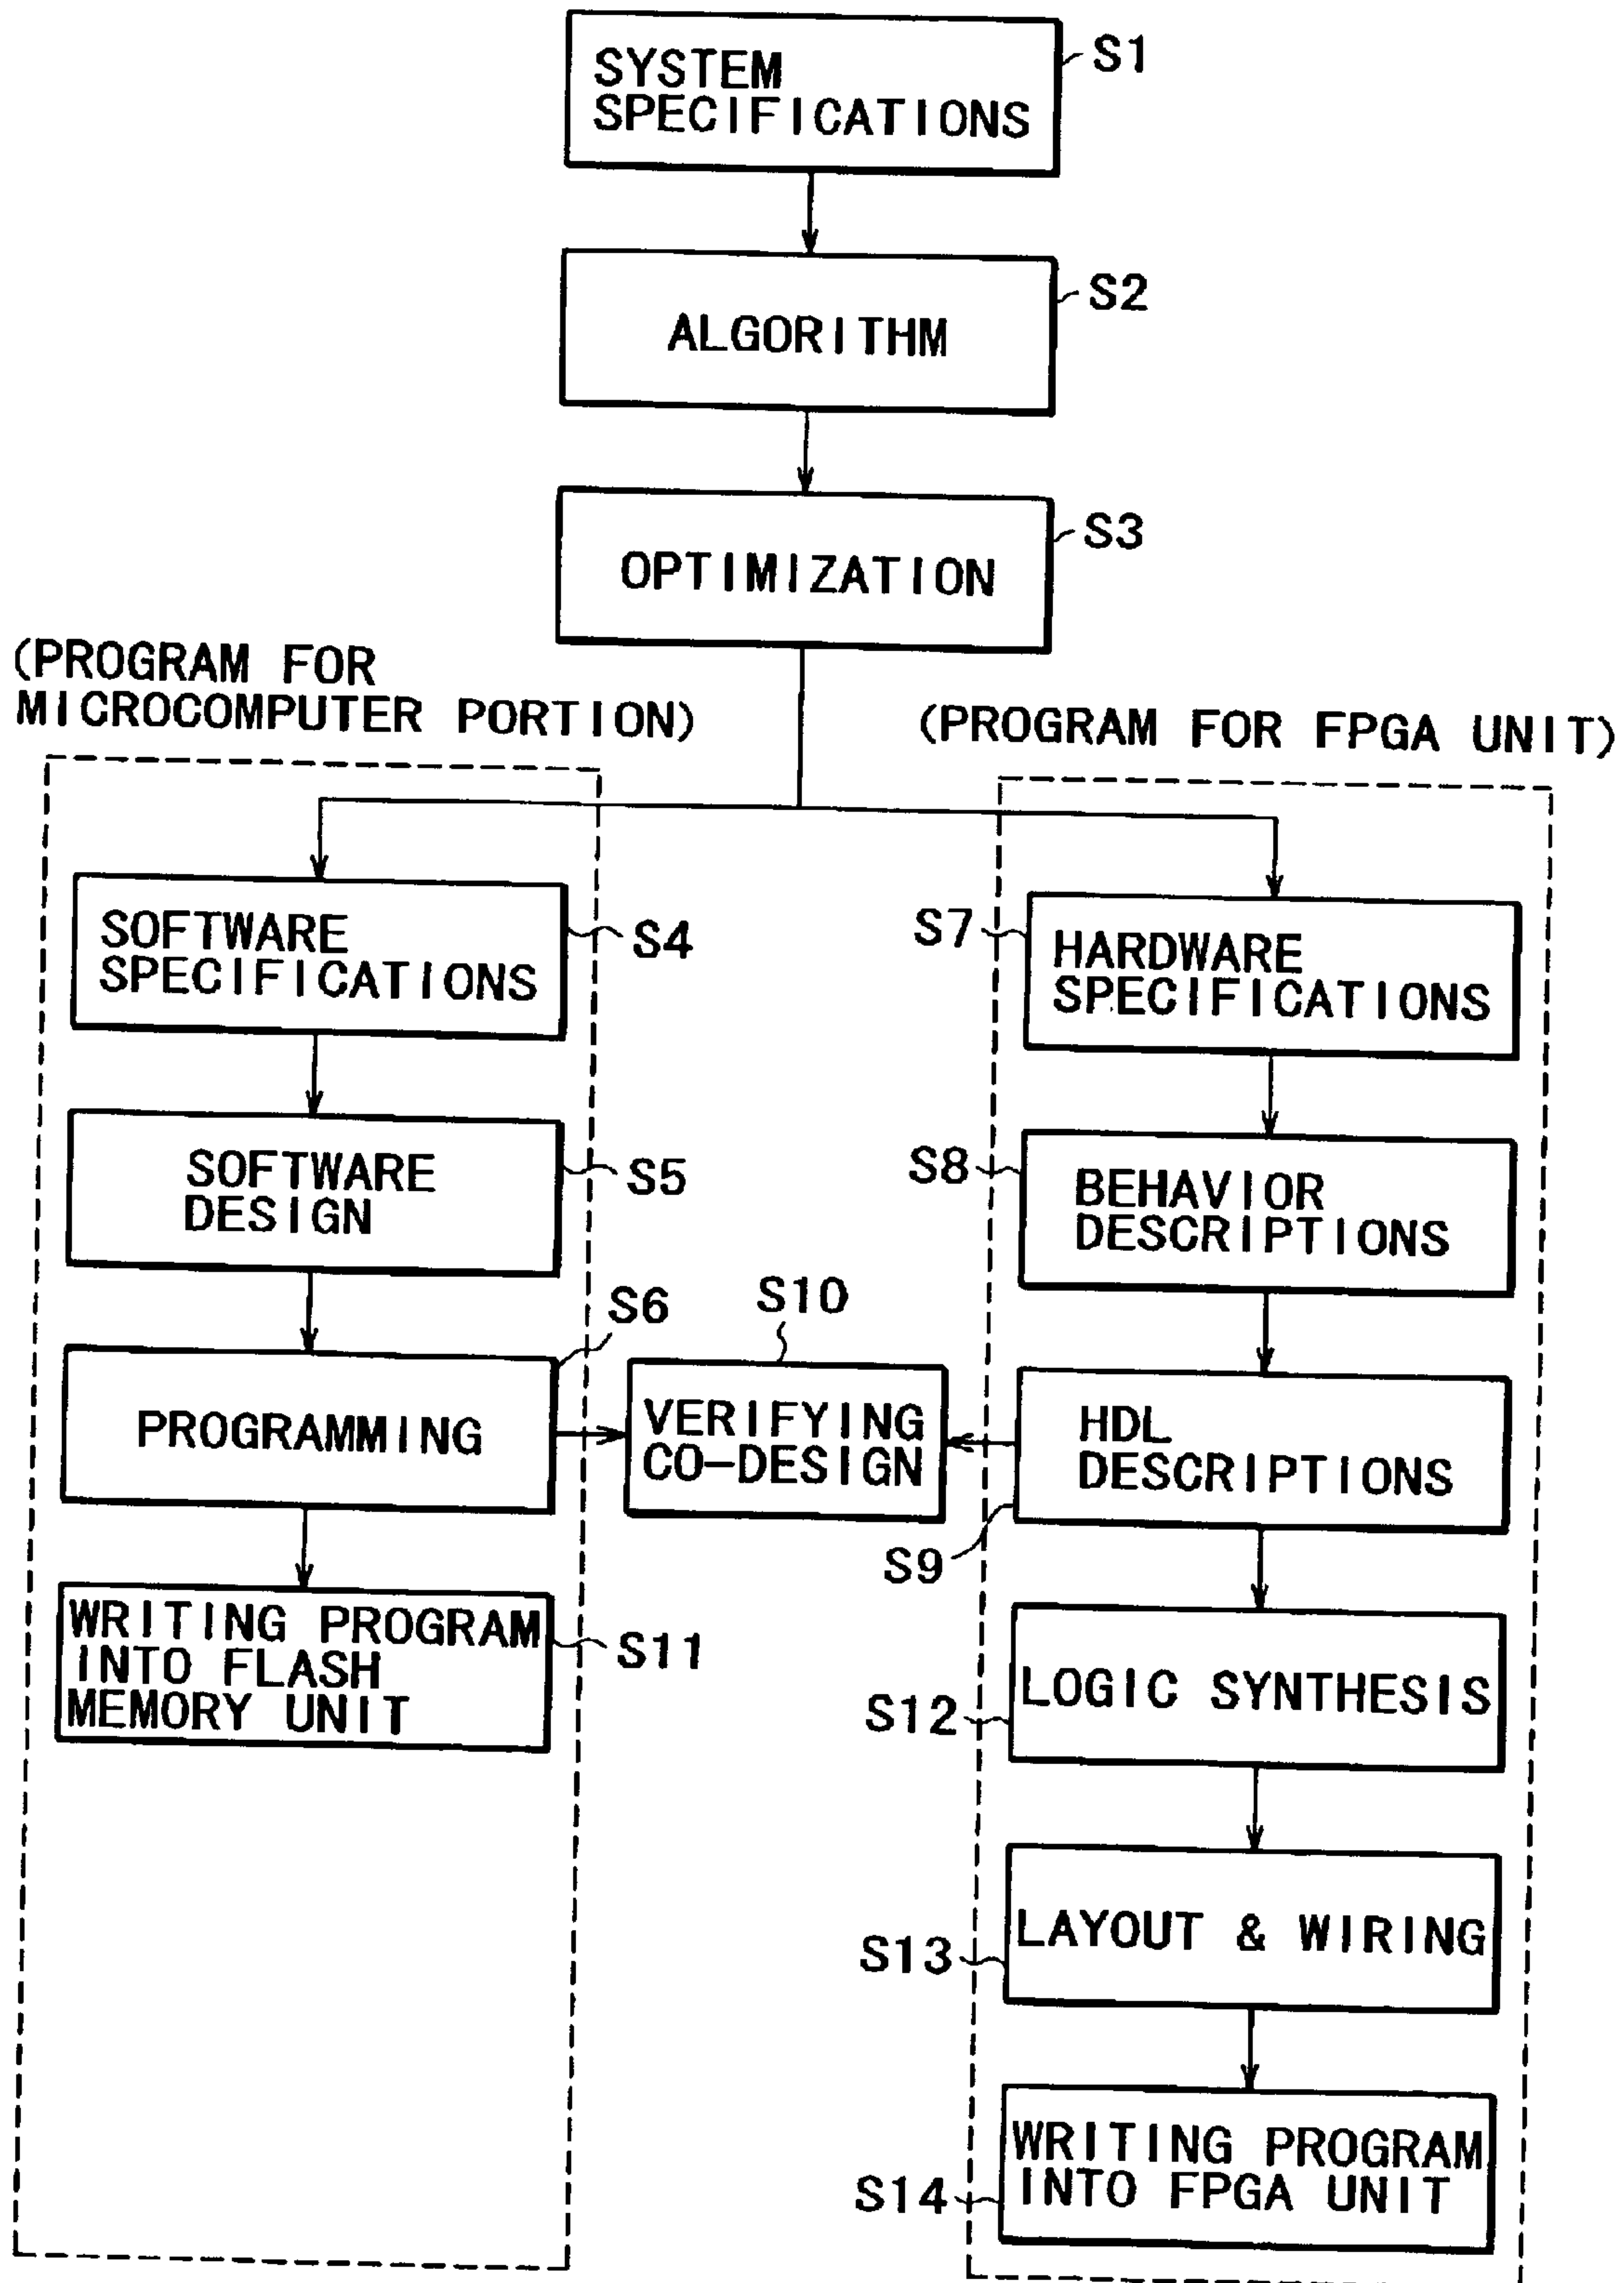 SYSTEM
SPECIFICATIONS
S1
ALGORITHM
S2
OPTIMIZATION
S3
(PROGRAM FOR
MICROCOMPUTER PORTION)
(PROGRAM FOR FPGA UNIT)
SOFTWARE
SPECIFICATIONS
S4
S7
HARDWARE
SPECIFICATIONS
SOFTWARE
DESIGN
S5
S8
BEHAVIOR
DESCRIPTIONS
PROGRAMMING
S6
S10
VERIFYING
CO-DESIGN
HDL
DESCRIPTIONS
S9
WRITING PROGRAM
INTO FLASH
MEMORY UNIT
S11
S12
LOGIC SYNTHESIS
S13
LAYOUT & WIRING
S14
WRITING PROGRAM
INTO FPGA UNIT